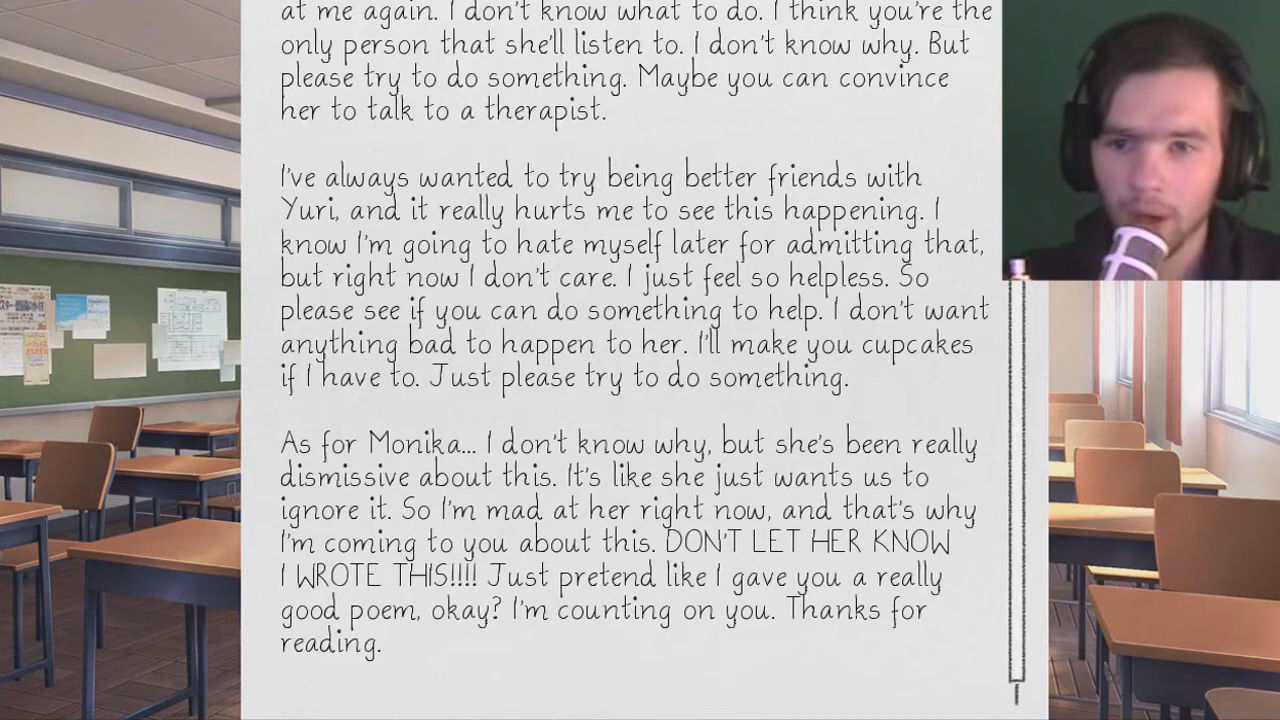 at me again. I don't know what to do. I think you're the
only person that she'll listen to. I don't know why. But
please try to do something. Maybe you can convince
her to talk to a therapist.
I've always wanted to try being better friends with
Yuri, and it really hurts me to see this happening. I
know I'm going to hate myself later for admitting that,
but right now I don't care. I just feel so helpless. So
please see if you can do something to help. I don't want
anything bad to happen to her. I'll make you cupcakes
if I have to. Just please try to do something.
As for Monika... I don't know why, but she's been really
dismissive about this. It's like she just wants us to
ignore it. So I'm mad at her right now, and that's why
I'm coming to you about this. DON'T LET HER KNOW
I WROTE THIS!!!! Just pretend like I gave you a really
good poem, okay? I'm counting on you. Thanks for
reading.